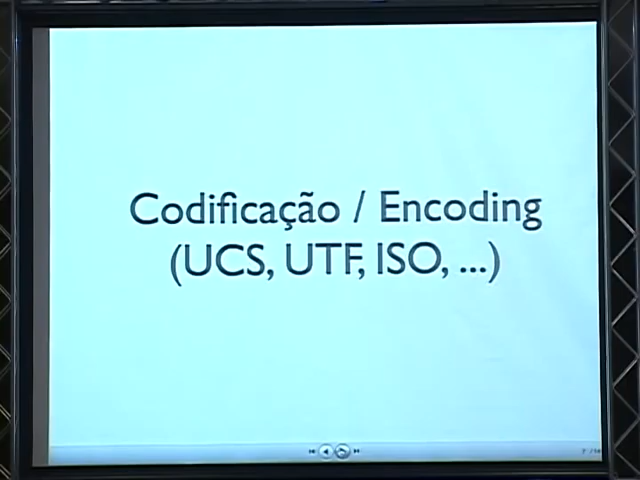 Codificação / Encoding
(UCS, UTF, ISO, ...)